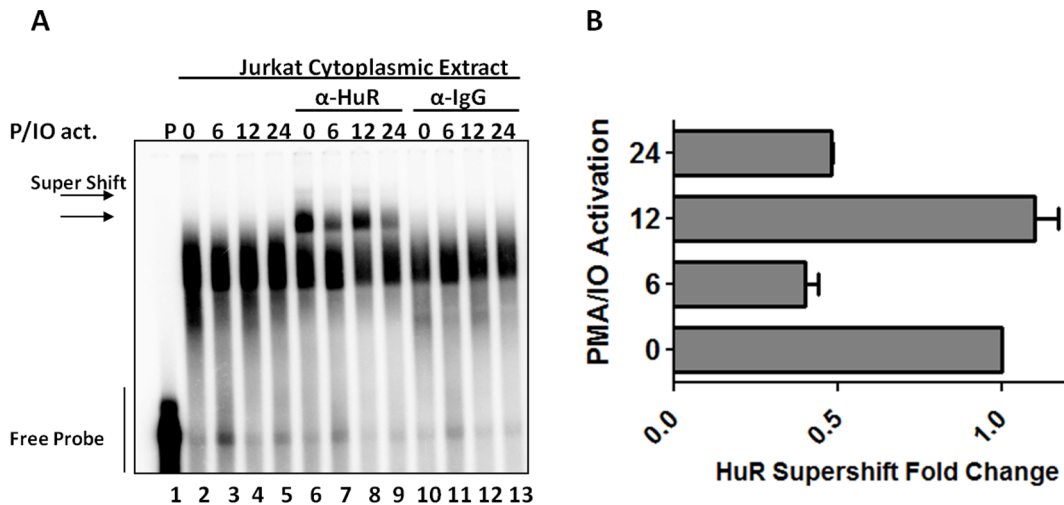 A
Jurkat Cytoplasmic Extract
α-HuR α-IgG
P/IO act. P 0 6 12 24 0 6 12 24 0 6 12 24
Super Shift
Free Probe
1 2 3 4 5 6 7 8 9 10 11 12 13
B
PMA/IO Activation
24
12
6
0
0.0 0.5 1.0
HuR Supershift Fold Change